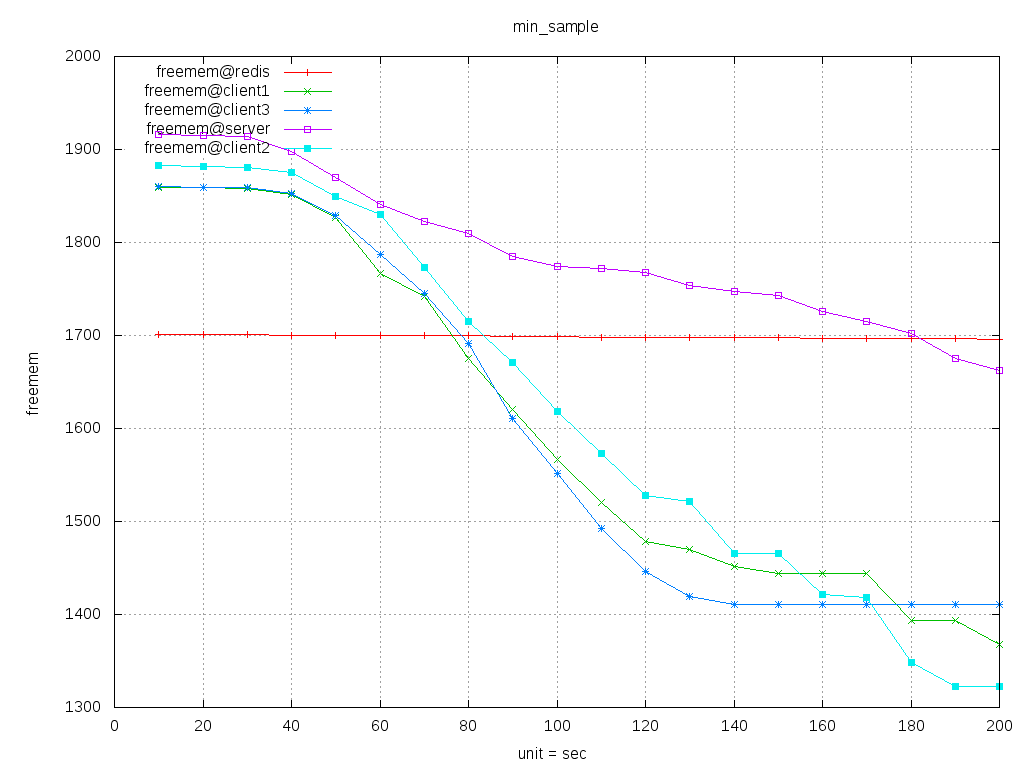 min_sample
2000
freemem@redis
freemem@client1
freemem@client3
freemem@server
freemem@client2
1900
1800
1700
1600
1500
1400
1300
freemem
0 20 40 60 80 100 120 140 160 180 200
unit = sec